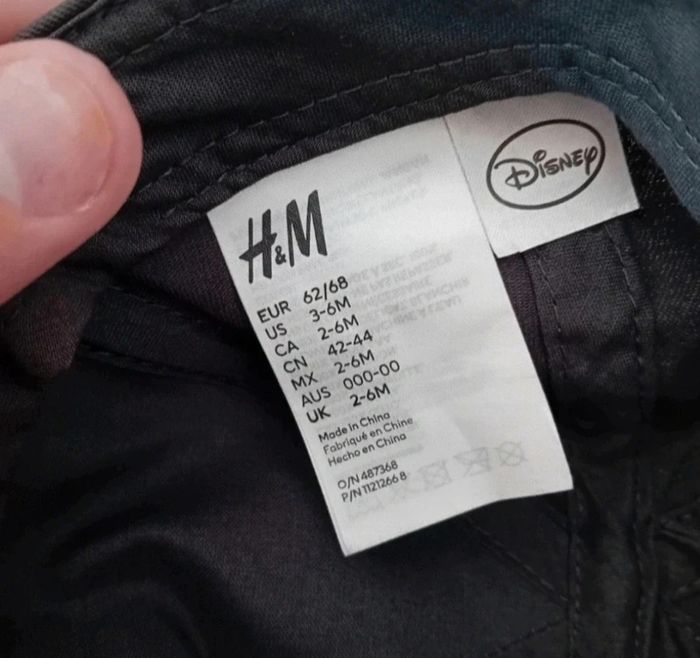 H&M
DISNEY
EUR 62/68
US 3-6M
CA 2-6M
CN 42-44
MX 2-6M
AUS 000-00
UK 2-6M
Made in China
Fabriqué en Chine
Hecho en China
O/N 487368
P/N 11212668